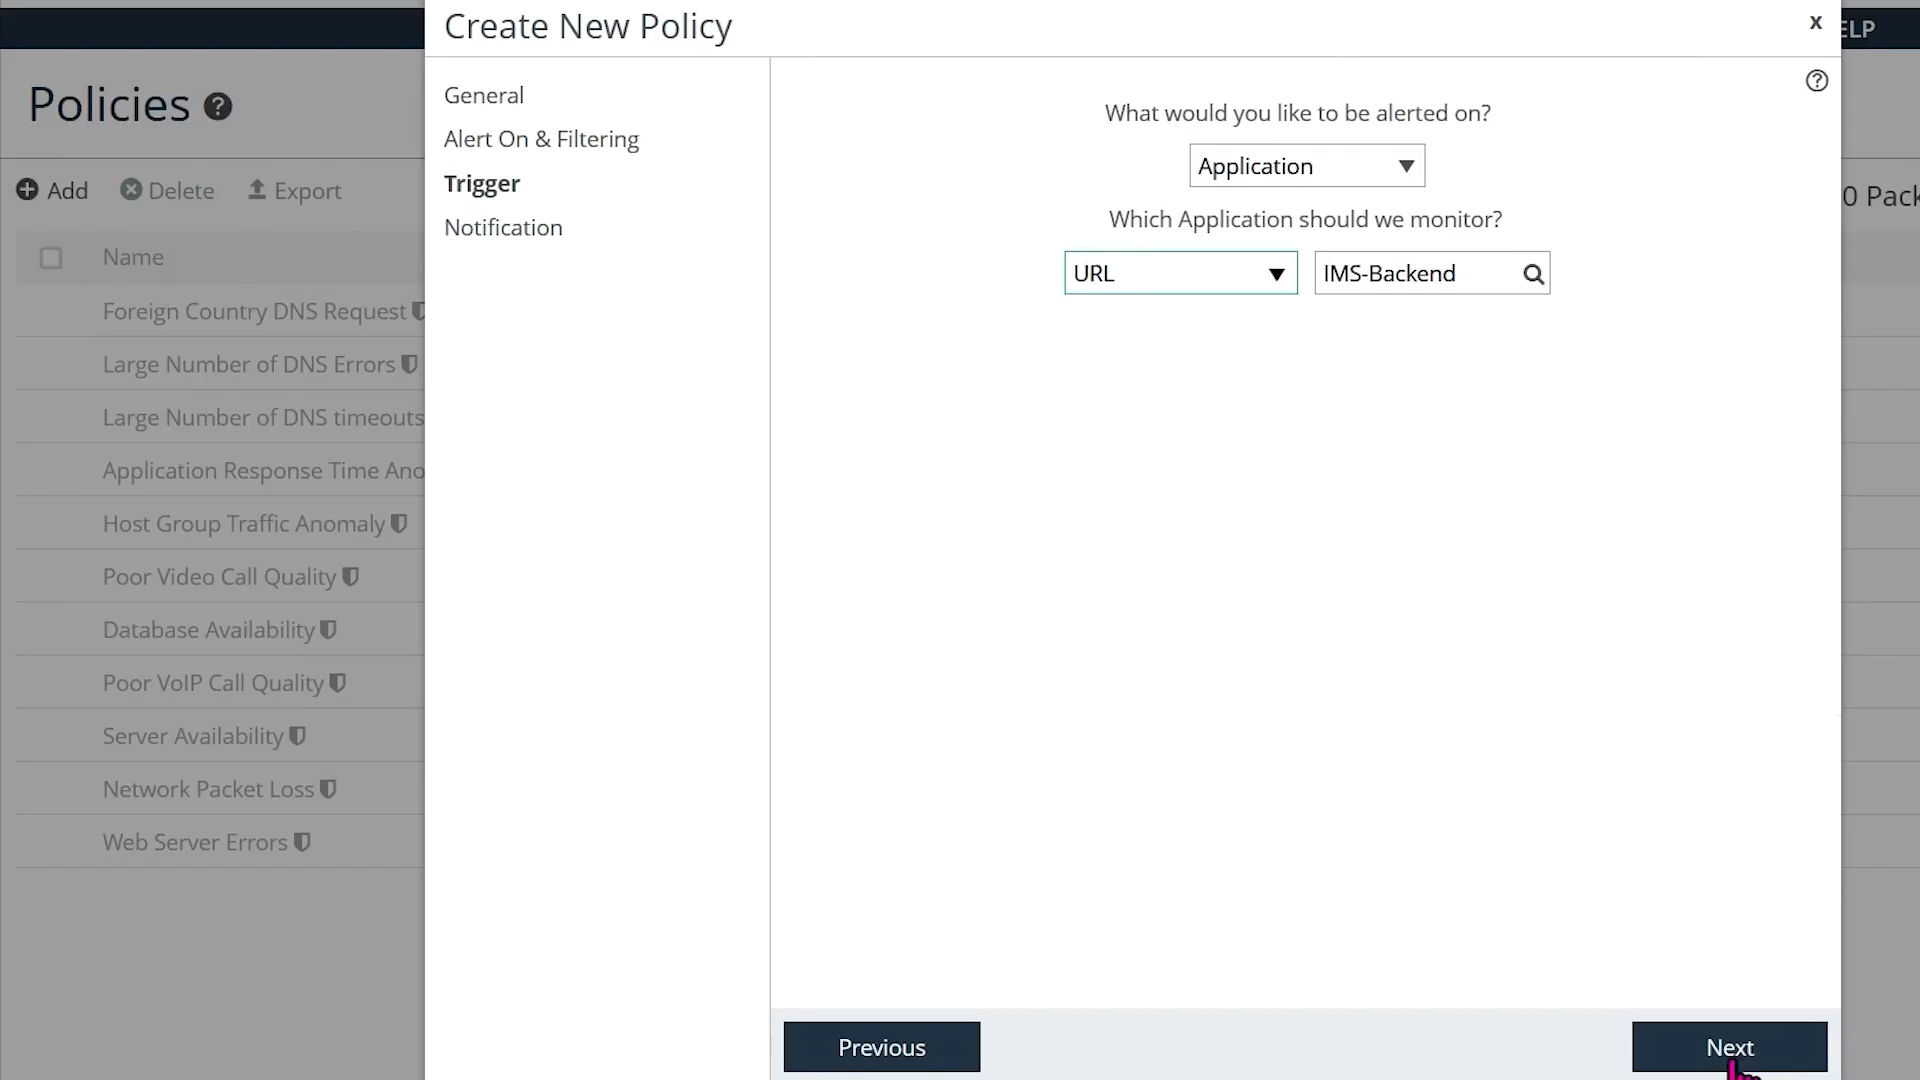 Create New Policy
x
ELP
Policies ?
General
Alert On & Filtering
Trigger
Notification
?
What would you like to be alerted on?
Application
Which Application should we monitor?
URL
IMS-Backend
Add
Delete
Export
0 Pack
Name
Foreign Country DNS Request
Large Number of DNS Errors
Large Number of DNS timeouts
Application Response Time Ano
Host Group Traffic Anomaly
Poor Video Call Quality
Database Availability
Poor VoIP Call Quality
Server Availability
Network Packet Loss
Web Server Errors
Previous
Next